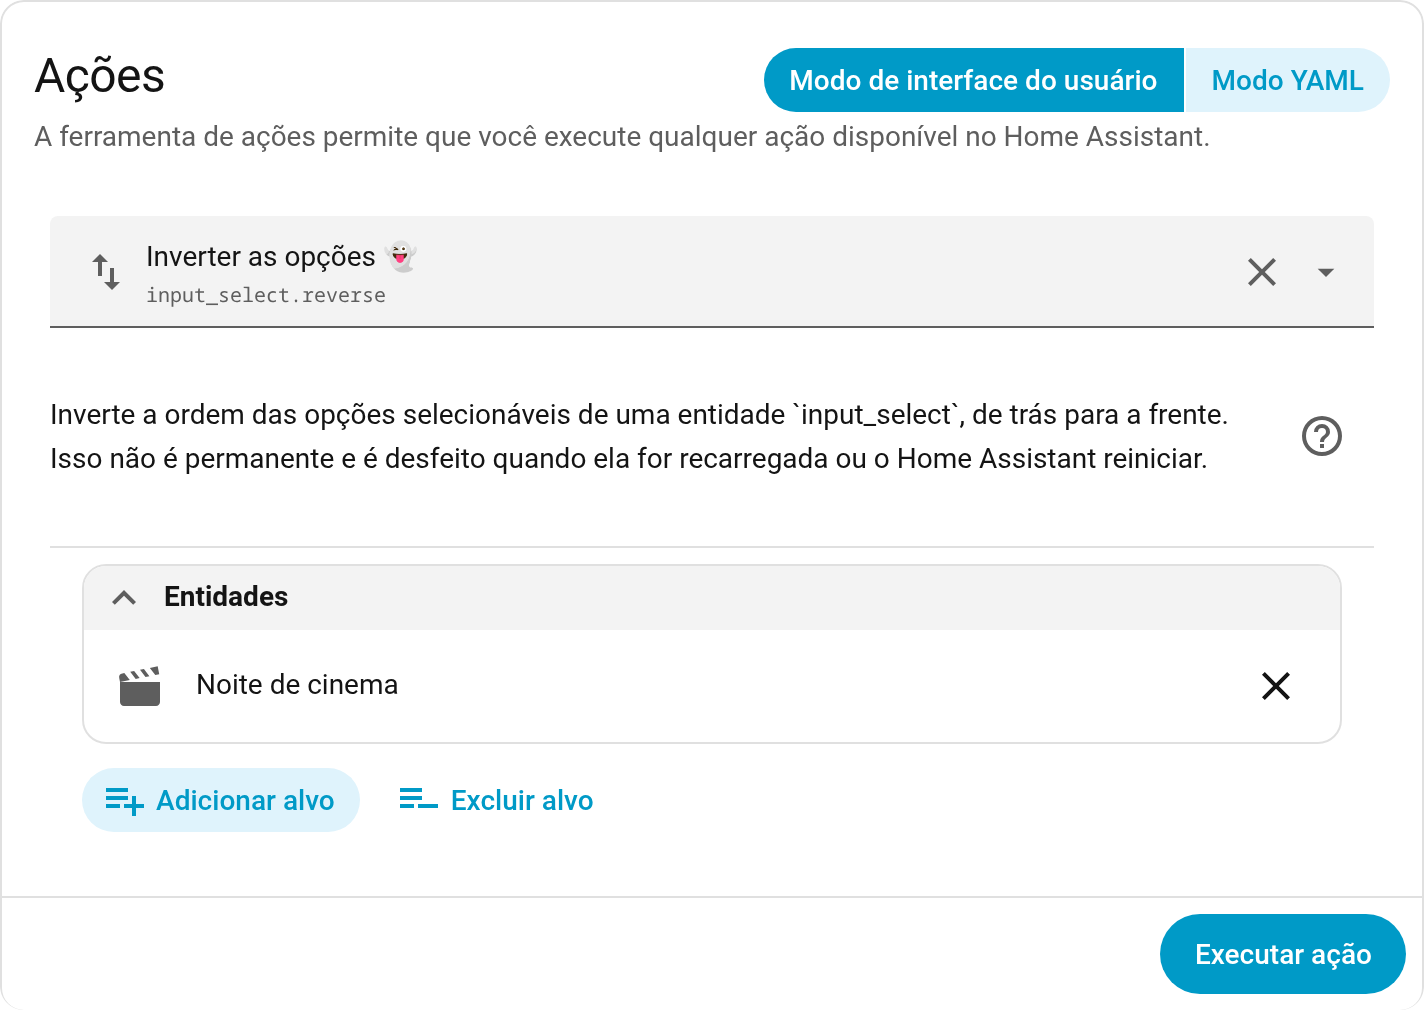 Ações
Modo de interface do usuário
Modo YAML
A ferramenta de ações permite que você execute qualquer ação disponível no Home Assistant.
Inverter as opções 👻
input_select.reverse
Inverte a ordem das opções selecionáveis de uma entidade `input_select`, de trás para a frente.
Isso não é permanente e é desfeito quando ela for recarregada ou o Home Assistant reiniciar.
Entidades
Noite de cinema
Adicionar alvo
Excluir alvo
Executar ação